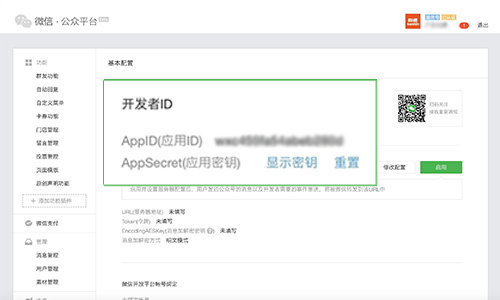 微信·公众平台
退出
功能
基本配置
群发功能
自动回复
自定义菜单
卡券功能
门店管理
留言管理
投票管理
页面模板
原创声明功能
+ 添加功能插件
微信支付
管理
消息管理
用户管理
素材管理
开发者ID
AppID(应用ID)
AppSecret(应用密钥) 显示密钥 重置
修改配置 启用
URL(服务器地址) 未填写
Token(令牌) 未填写
EncodingAESKey(消息加解密密钥) 未填写
消息加解密方式 明文模式
微信开放平台帐号绑定